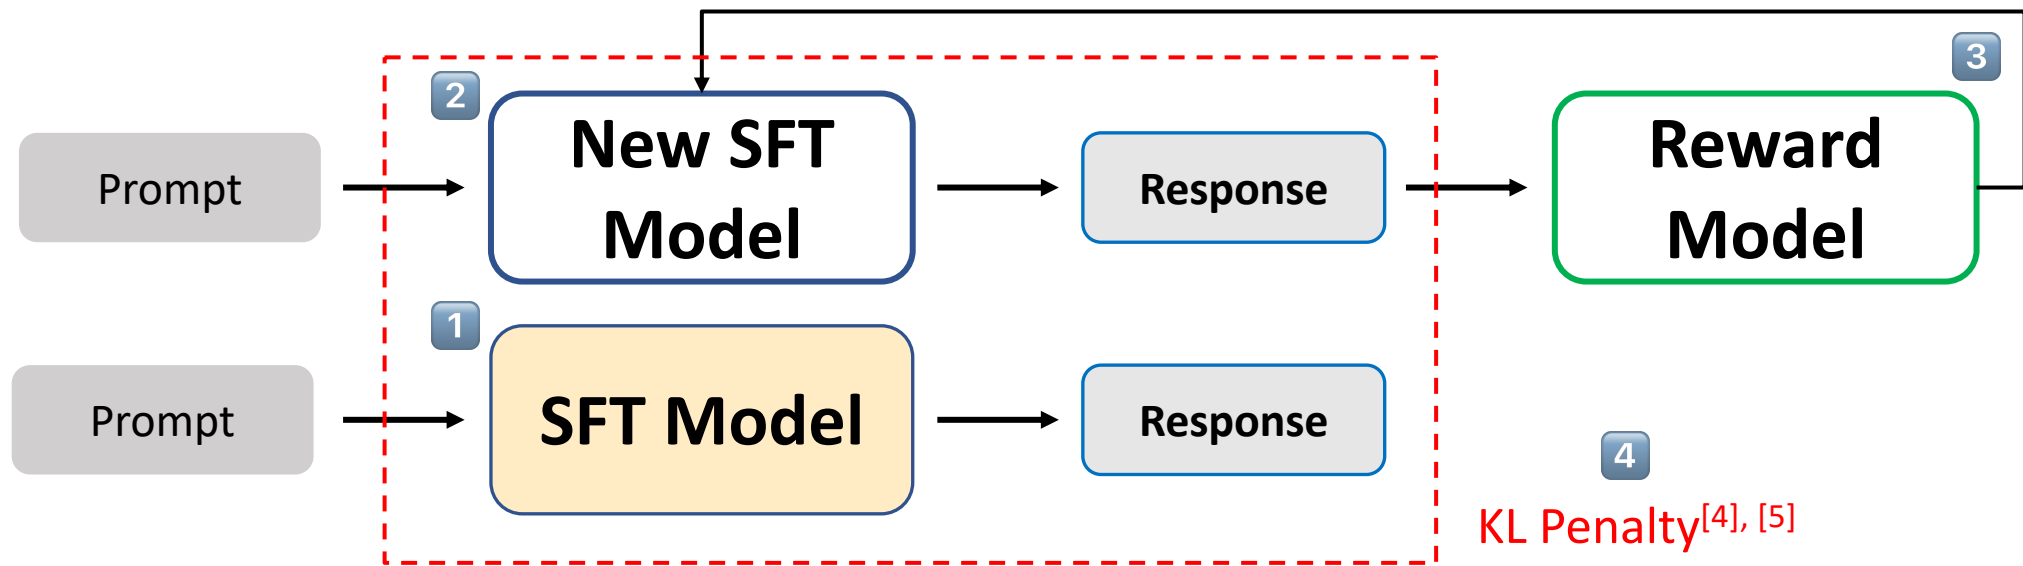 3
2
New SFT
Model
Prompt
Response
Reward
Model
1
Prompt
SFT Model
Response
4
KL Penalty[4], [5]